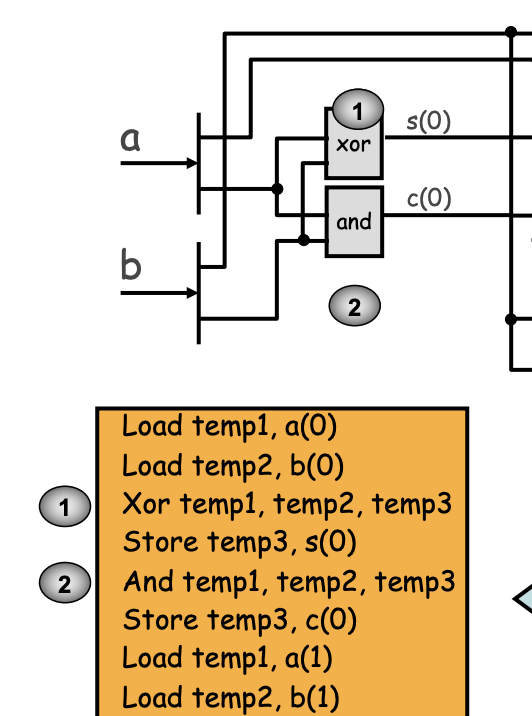 1
a
xor
s(0)
c(0)
and
b
2
Load temp1, a(0)
Load temp2, b(0)
1
Xor temp1, temp2, temp3
Store temp3, s(0)
2
And temp1, temp2, temp3
Store temp3, c(0)
Load temp1, a(1)
Load temp2, b(1)